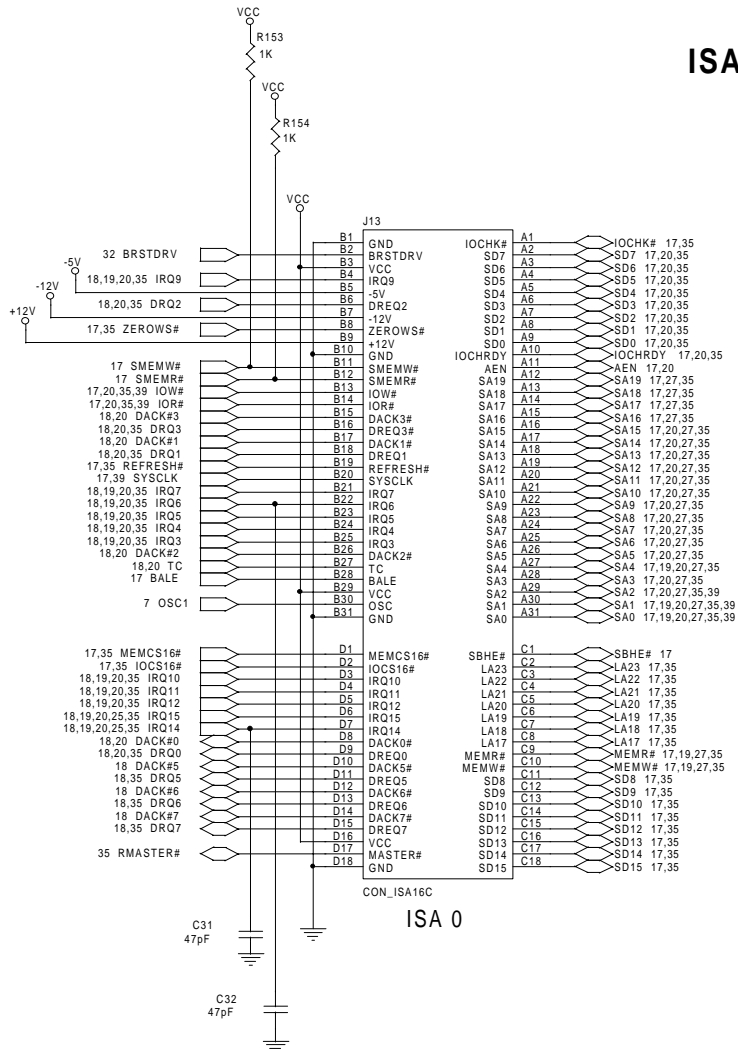 VCC
R153
1K
ISA
VCC
R154
1K
VCC
J13
B1 GND IOCHK# A1 IOCHK# 17,35
32 BRSTDRV B2 BRSTDRV SD7 A2 SD7 17,20,35
B3 VCC SD6 A3 SD6 17,20,35
-5V
18,19,20,35 IRQ9 B4 IRQ9 SD5 A4 SD5 17,20,35
B5 -5V SD4 A5 SD4 17,20,35
-12V
18,20,35 DRQ2 B6 DREQ2 SD3 A6 SD3 17,20,35
B7 -12V SD2 A7 SD2 17,20,35
+12V
17,35 ZEROWS# B8 ZEROWS# SD1 A8 SD1 17,20,35
B9 +12V SD0 A9 SD0 17,20,35
B10 GND IOCHRDY A10 IOCHRDY 17,20,35
17 SMEMW# B11 SMEMW# AEN A11 AEN 17,20
17 SMEMR# B12 SMEMR# SA19 A12 SA19 17,27,35
17,20,35,39 IOW# B13 IOW# SA18 A13 SA18 17,27,35
17,20,35,39 IOR# B14 IOR# SA17 A14 SA17 17,27,35
18,20 DACK#3 B15 DACK3# SA16 A15 SA16 17,27,35
18,20,35 DRQ3 B16 DREQ3# SA15 A16 SA15 17,20,27,35
18,20 DACK#1 B17 DACK1# SA14 A17 SA14 17,20,27,35
18,20,35 DRQ1 B18 DREQ1 SA13 A18 SA13 17,20,27,35
17,35 REFRESH# B19 REFRESH# SA12 A19 SA12 17,20,27,35
17,39 SYSCLK B20 SYSCLK SA11 A20 SA11 17,20,27,35
18,19,20,35 IRQ7 B21 IRQ7 SA10 A21 SA10 17,20,27,35
18,19,20,35 IRQ6 B22 IRQ6 SA9 A22 SA9 17,20,27,35
18,19,20,35 IRQ5 B23 IRQ5 SA8 A23 SA8 17,20,27,35
18,19,20,35 IRQ4 B24 IRQ4 SA7 A24 SA7 17,20,27,35
18,19,20,35 IRQ3 B25 IRQ3 SA6 A25 SA6 17,20,27,35
18,20 DACK#2 B26 DACK2# SA5 A26 SA5 17,20,27,35
18,20 TC B27 TC SA4 A27 SA4 17,19,20,27,35
17 BALE B28 BALE SA3 A28 SA3 17,20,27,35
B29 VCC SA2 A29 SA2 17,20,27,35,39
7 OSC1 B30 OSC SA1 A30 SA1 17,19,20,27,35,39
B31 GND SA0 A31 SA0 17,19,20,27,35,39
17,35 MEMCS16# D1 MEMCS16# SBHE# C1 SBHE# 17
17,35 IOCS16# D2 IOCS16# LA23 C2 LA23 17,35
18,19,20,35 IRQ10 D3 IRQ10 LA22 C3 LA22 17,35
18,19,20,35 IRQ11 D4 IRQ11 LA21 C4 LA21 17,35
18,19,20,35 IRQ12 D5 IRQ12 LA20 C5 LA20 17,35
18,19,20,25,35 IRQ15 D6 IRQ15 LA19 C6 LA19 17,35
18,19,20,25,35 IRQ14 D7 IRQ14 LA18 C7 LA18 17,35
18,20 DACK#0 D8 DACK0# LA17 C8 LA17 17,35
18,20,35 DRQ0 D9 DREQ0 MEMR# C9 MEMR# 17,19,27,35
18 DACK#5 D10 DACK5# MEMW# C10 MEMW# 17,19,27,35
18,35 DRQ5 D11 DREQ5 SD8 C11 SD8 17,35
18 DACK#6 D12 DACK6# SD9 C12 SD9 17,35
18,35 DRQ6 D13 DREQ6 SD10 C13 SD10 17,35
18 DACK#7 D14 DACK7# SD11 C14 SD11 17,35
18,35 DRQ7 D15 DREQ7 SD12 C15 SD12 17,35
D16 VCC SD13 C16 SD13 17,35
35 RMASTER# D17 MASTER# SD14 C17 SD14 17,35
D18 GND SD15 C18 SD15 17,35
CON_ISA16C
ISA 0
C31
47pF
C32
47pF